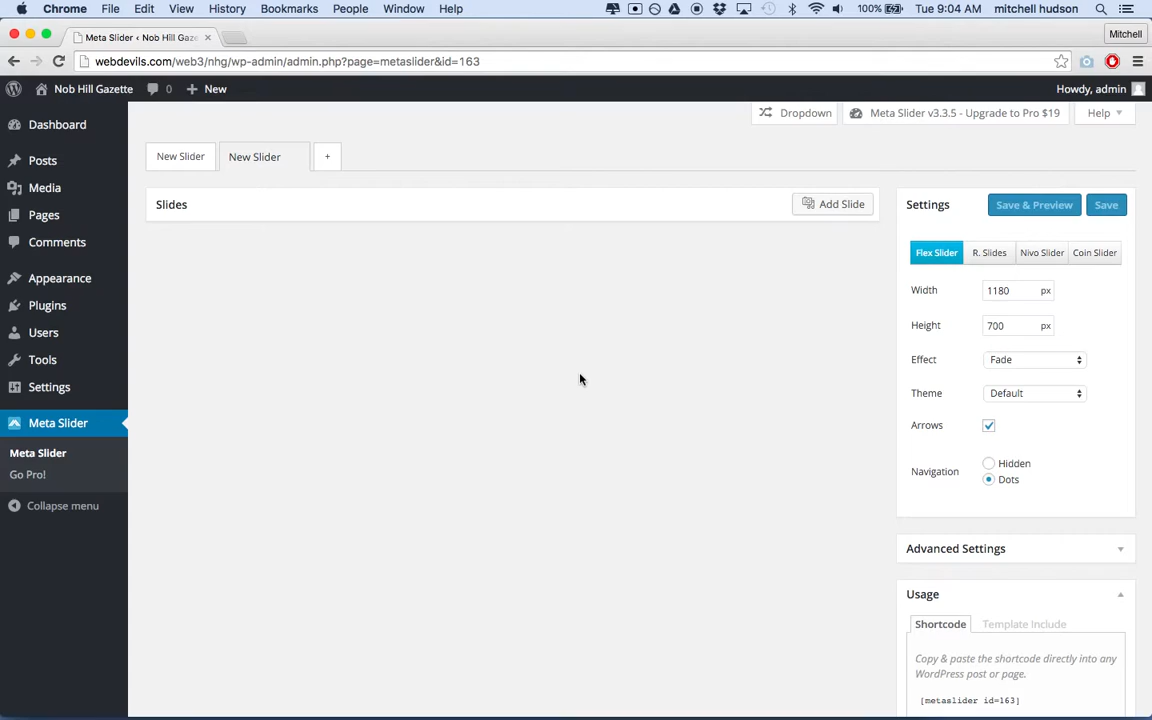 Chrome File Edit View History Bookmarks People Window Help 100% Tue 9:04 AM mitchell hudson
Meta Slider ‹ Nob Hill Gaze Mitchell
webdevils.com/web3/nhg/wp-admin/admin.php?page=metaslider&id=163
Nob Hill Gazette 0 + New Howdy, admin
Dropdown Meta Slider v3.3.5 - Upgrade to Pro $19 Help
Dashboard
Posts
Media
Pages
Comments
Appearance
Plugins
Users
Tools
Settings
Meta Slider
Meta Slider
Go Pro!
Collapse menu
New Slider New Slider +
Slides Add Slide
Settings Save & Preview Save
Flex Slider R. Slides Nivo Slider Coin Slider
Width 1180 px
Height 700 px
Effect Fade
Theme Default
Arrows
Navigation Hidden
Dots
Advanced Settings
Usage
Shortcode Template Include
Copy & paste the shortcode directly into any
WordPress post or page.
[metaslider id=163]